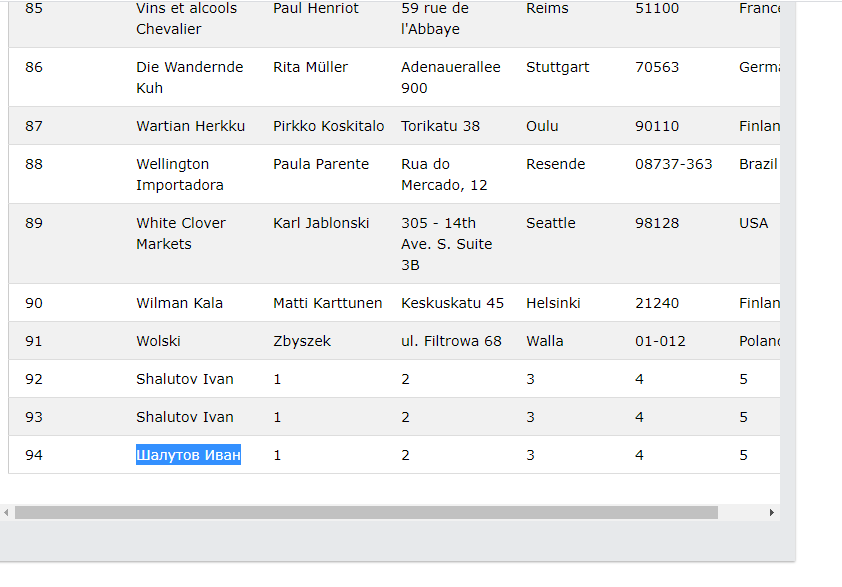 85 Vins et alcools Paul Henriot 59 rue de Reims 51100 France
Chevalier l'Abbaye
86 Die Wandernde Rita Müller Adenauerallee Stuttgart 70563 Germa
Kuh 900
87 Wartian Herkku Pirkko Koskitalo Torikatu 38 Oulu 90110 Finlan
88 Wellington Paula Parente Rua do Resende 08737-363 Brazil
Importadora Mercado, 12
89 White Clover Karl Jablonski 305 - 14th Seattle 98128 USA
Markets Ave. S. Suite
3B
90 Wilman Kala Matti Karttunen Keskuskatu 45 Helsinki 21240 Finlan
91 Wolski Zbyszek ul. Filtrowa 68 Walla 01-012 Poland
92 Shalutov Ivan 1 2 3 4 5
93 Shalutov Ivan 1 2 3 4 5
94 Шалутов Иван 1 2 3 4 5